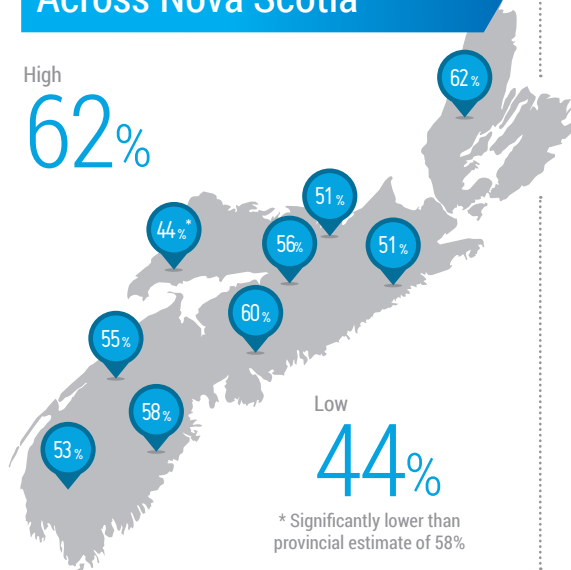 Across Nova Scotia
High
62%
62%
51%
44%*
56%
51%
60%
55%
58%
53%
Low
44%
* Significantly lower than
provincial estimate of 58%